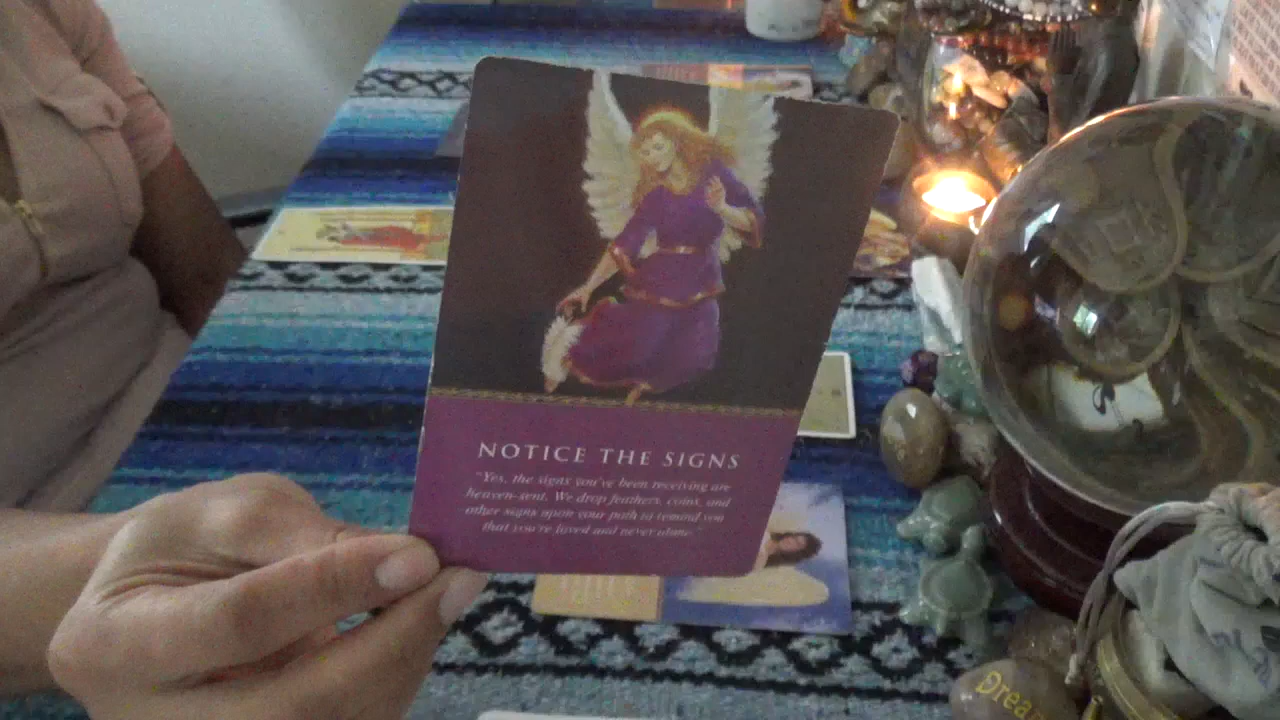 NOTICE THE SIGNS
"Yes, the signs you've been receiving are
heaven-sent. We drop feathers, coins, and
other signs upon your path to remind you
that you're loved and never alone.
Drea